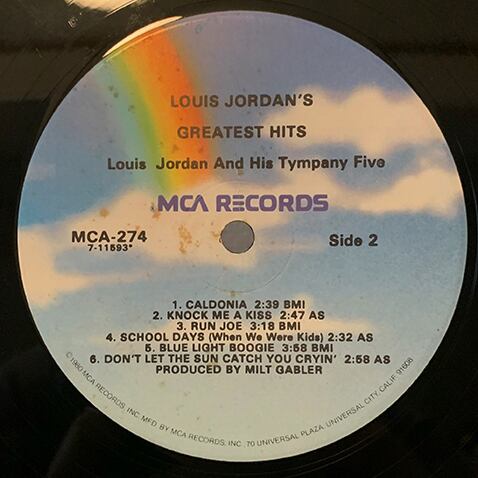 LOUIS JORDAN'S
GREATEST HITS
Louis Jordan And His Tympany Five
MCA RECORDS
MCA-274
7-11593*
Side 2
1. CALDONIA 2:39 BMI
2. KNOCK ME A KISS 2:47 AS
3. RUN JOE 3:18 BMI
4. SCHOOL DAYS (When We Were Kids) 2:32 AS
5. BLUE LIGHT BOOGIE 3:58 BMI
6. DON'T LET THE SUN CATCH YOU CRYIN' 2:58 AS
PRODUCED BY MILT GABLER
©1980 MCA RECORDS, INC. MFD. BY MCA RECORDS, INC., 70 UNIVERSAL PLAZA, UNIVERSAL CITY, CALIF. 91608